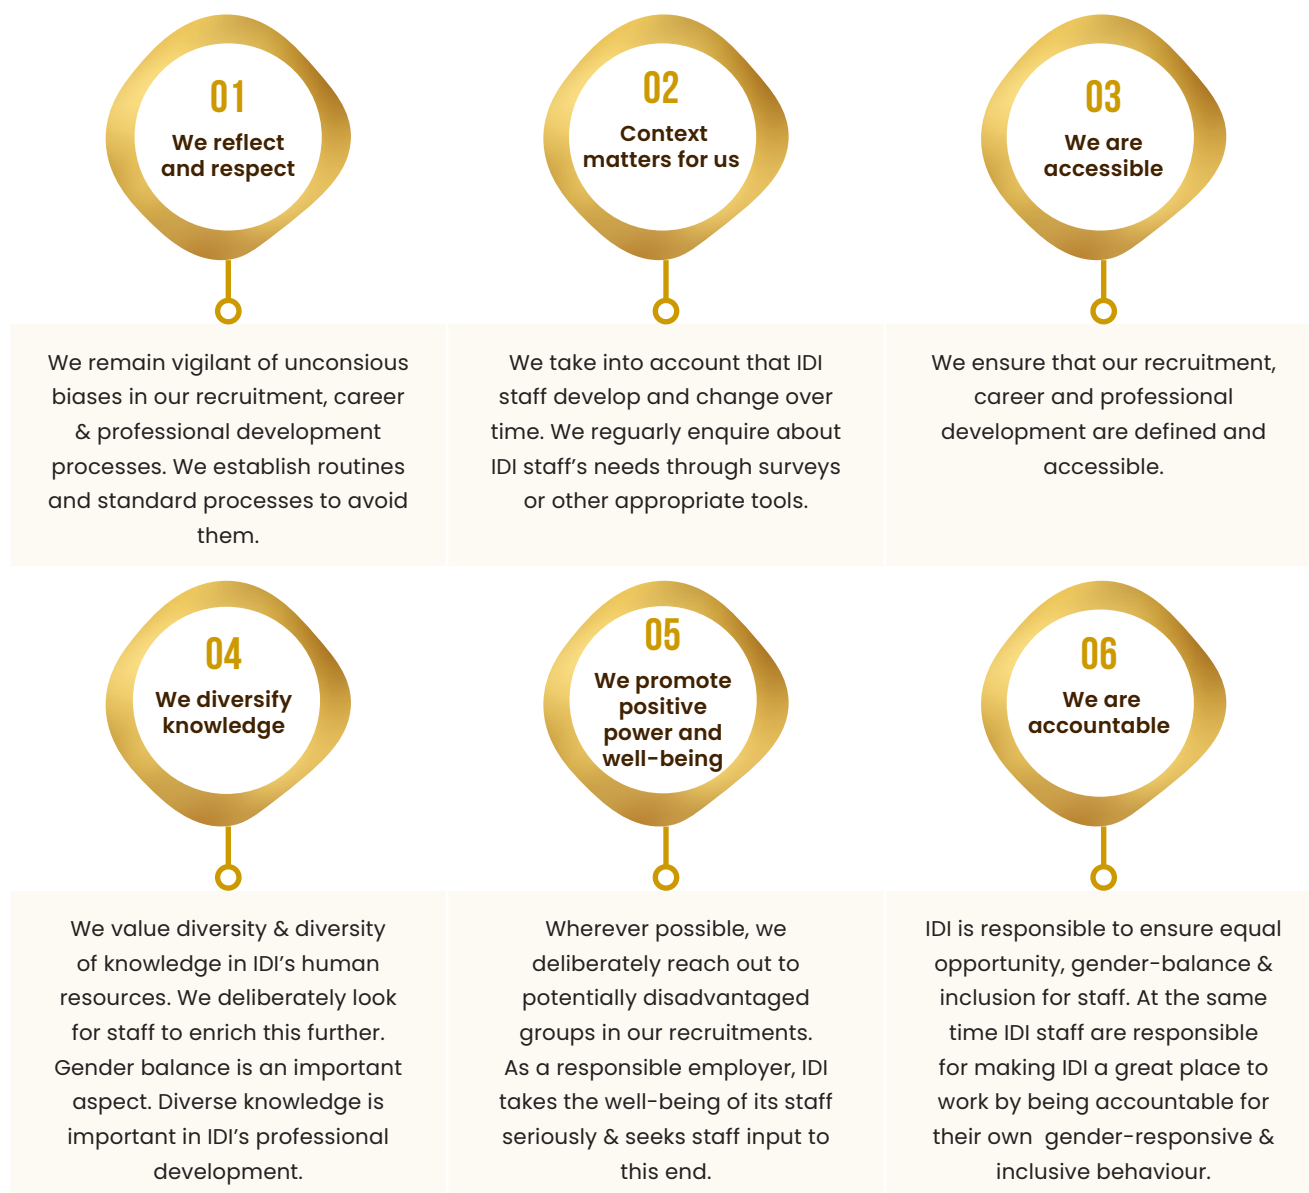 01
We reflect
and respect
We remain vigilant of unconsious
biases in our recruitment, career
& professional development
processes. We establish routines
and standard processes to avoid
them.
02
Context
matters for us
We take into account that IDI
staff develop and change over
time. We reguarly enquire about
IDI staff’s needs through surveys
or other appropriate tools.
03
We are
accessible
We ensure that our recruitment,
career and professional
development are defined and
accessible.
04
We diversify
knowledge
We value diversity & diversity
of knowledge in IDI’s human
resources. We deliberately look
for staff to enrich this further.
Gender balance is an important
aspect. Diverse knowledge is
important in IDI’s professional
development.
05
We promote
positive
power and
well-being
Wherever possible, we
deliberately reach out to
potentially disadvantaged
groups in our recruitments.
As a responsible employer, IDI
takes the well-being of its staff
seriously & seeks staff input to
this end.
06
We are
accountable
IDI is responsible to ensure equal
opportunity, gender-balance &
inclusion for staff. At the same
time IDI staff are responsible
for making IDI a great place to
work by being accountable for
their own  gender-responsive &
inclusive behaviour.